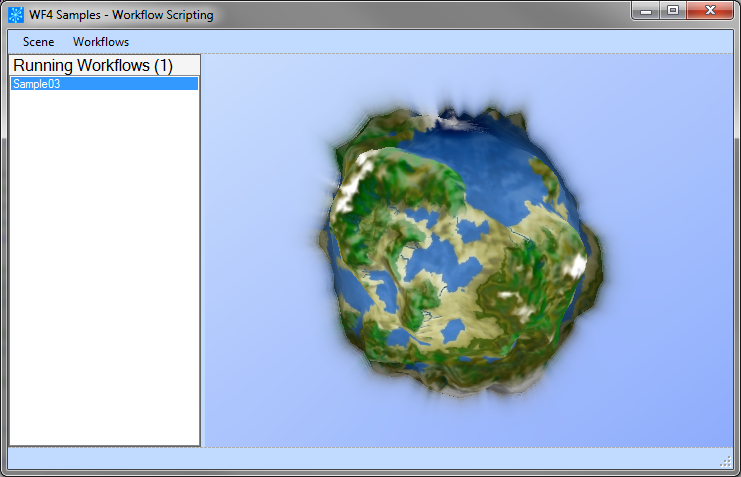 WF4 Samples - Workflow Scripting
Scene Workflows
Running Workflows (1)
Sample03